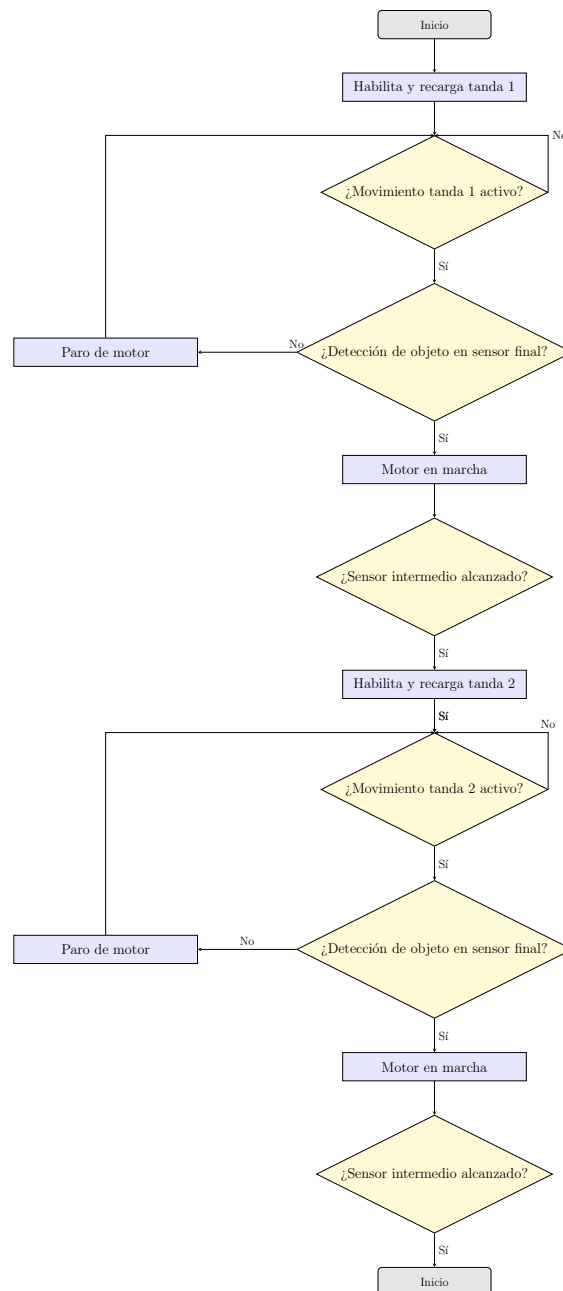 Inicio
Habilita y recarga tanda 1
No
¿Movimiento tanda 1 activo?
Sí
Paro de motor
No
¿Detección de objeto en sensor final?
Sí
Motor en marcha
¿Sensor intermedio alcanzado?
Sí
Habilita y recarga tanda 2
Sí
No
¿Movimiento tanda 2 activo?
Sí
Paro de motor
No
¿Detección de objeto en sensor final?
Sí
Motor en marcha
¿Sensor intermedio alcanzado?
Sí
Inicio